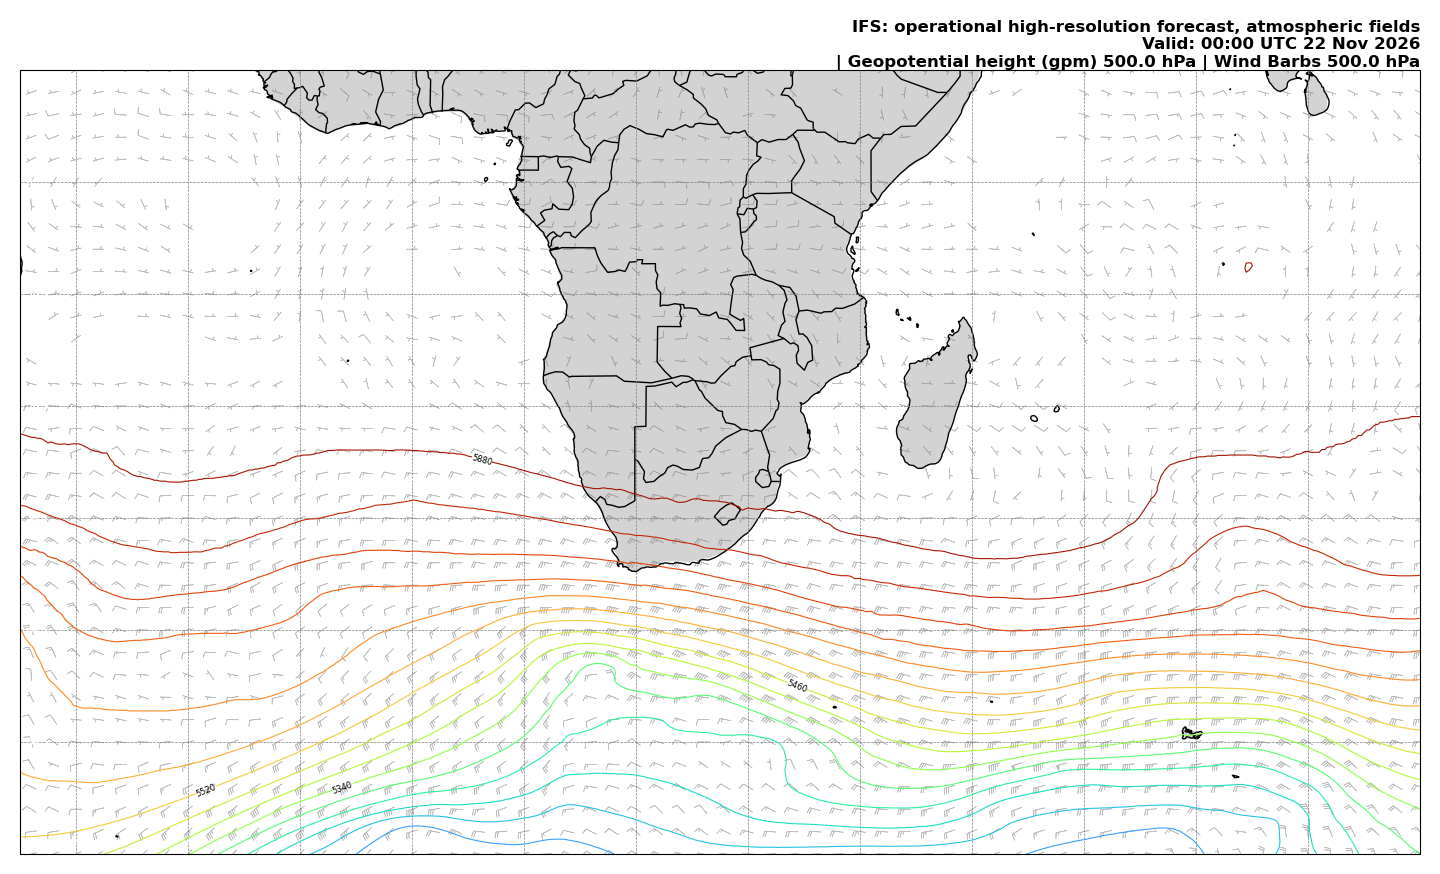 IFS: operational high-resolution forecast, atmospheric fields
Valid: 00:00 UTC 22 Nov 2026
| Geopotential height (gpm) 500.0 hPa | Wind Barbs 500.0 hPa
5880
5460
5520
5340